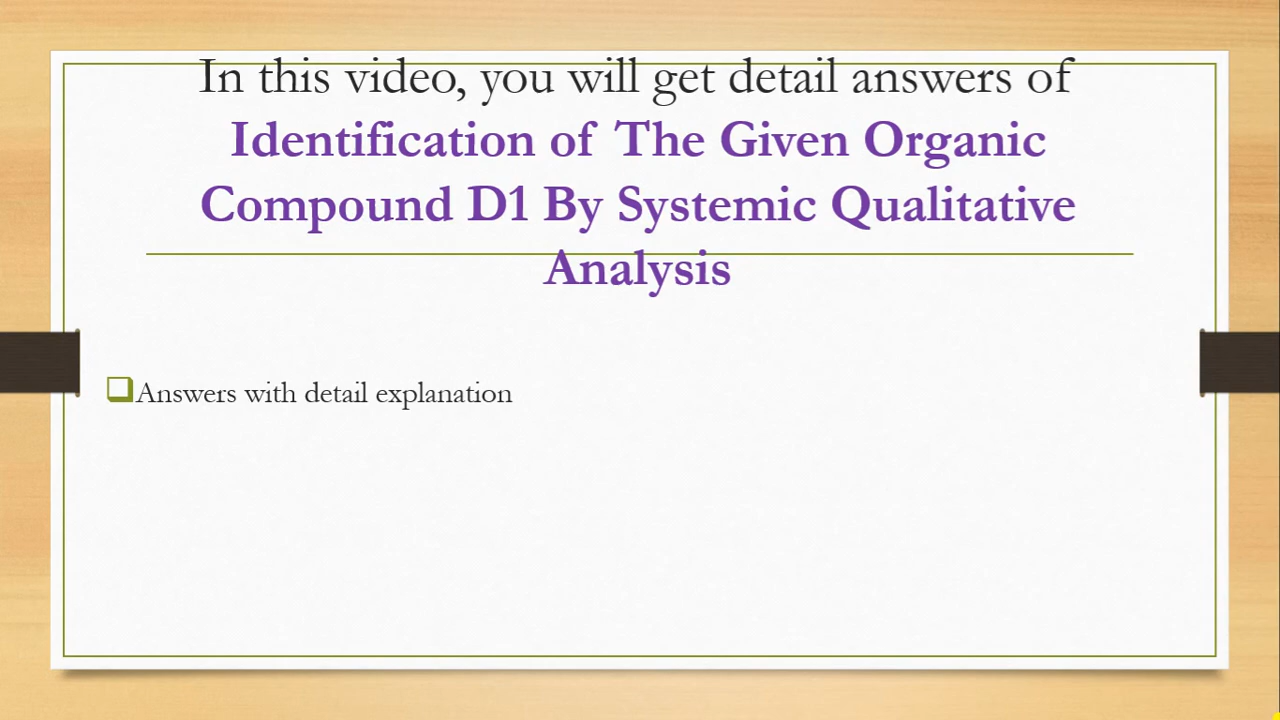 In this video, you will get detail answers of
Identification of The Given Organic
Compound D1 By Systemic Qualitative
Analysis
Answers with detail explanation